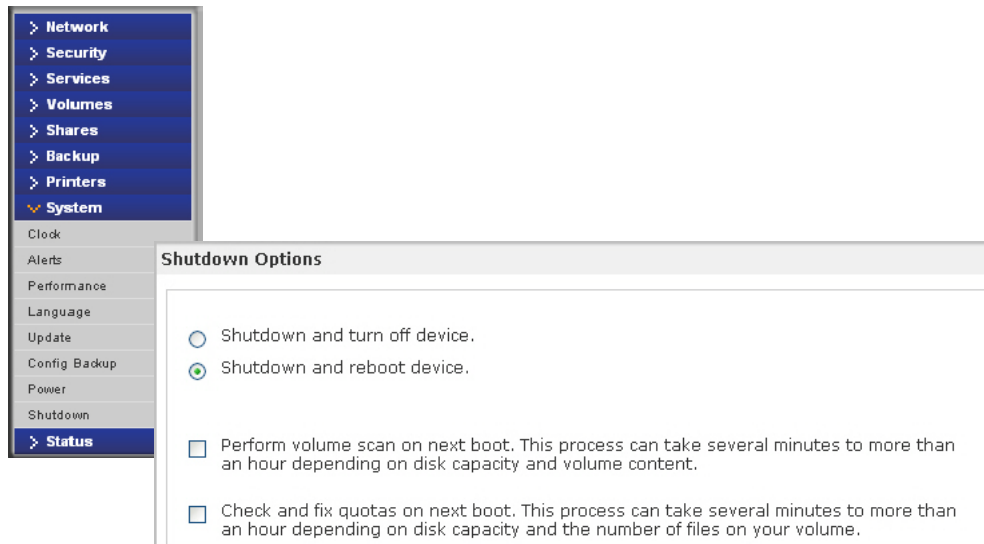 Network
Security
Services
Volumes
Shares
Backup
Printers
System
Clock
Alerts
Performance
Language
Update
Config Backup
Power
Shutdown
Status
Shutdown Options
Shutdown and turn off device.
Shutdown and reboot device.
Perform volume scan on next boot. This process can take several minutes to more than
an hour depending on disk capacity and volume content.
Check and fix quotas on next boot. This process can take several minutes to more than
an hour depending on disk capacity and the number of files on your volume.